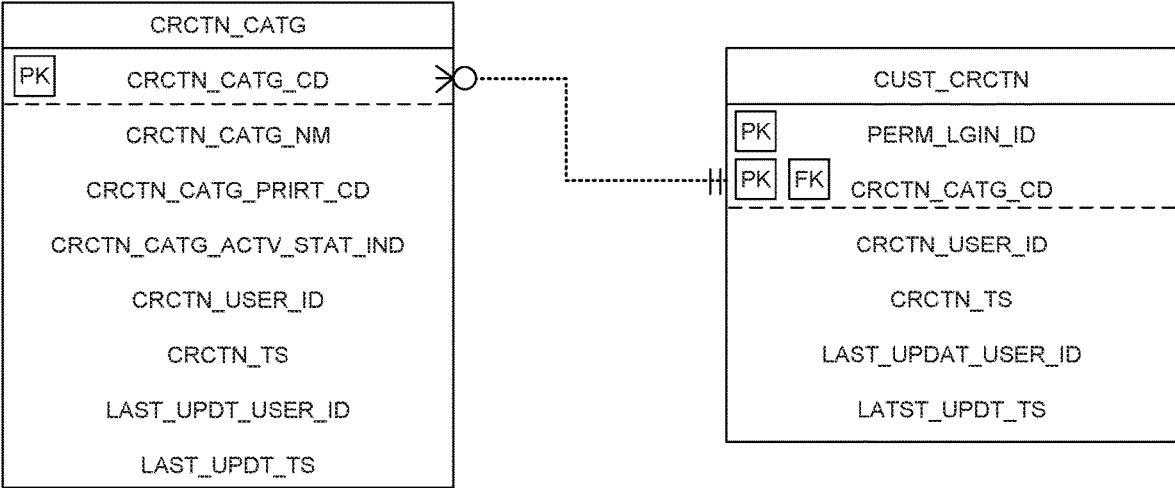 CRCTN_CATG
PK CRCTN_CATG_CD
CRCTN_CATG_NM
CRCTN_CATG_PRIRT_CD
CRCTN_CATG_ACTV_STAT_IND
CRCTN_USER_ID
CRCTN_TS
LAST_UPDT_USER_ID
LAST_UPDT_TS
CUST_CRCTN
PK PERM_LGIN_ID
PK FK CRCTN_CATG_CD
CRCTN_USER_ID
CRCTN_TS
LAST_UPDAT_USER_ID
LATST_UPDT_TS